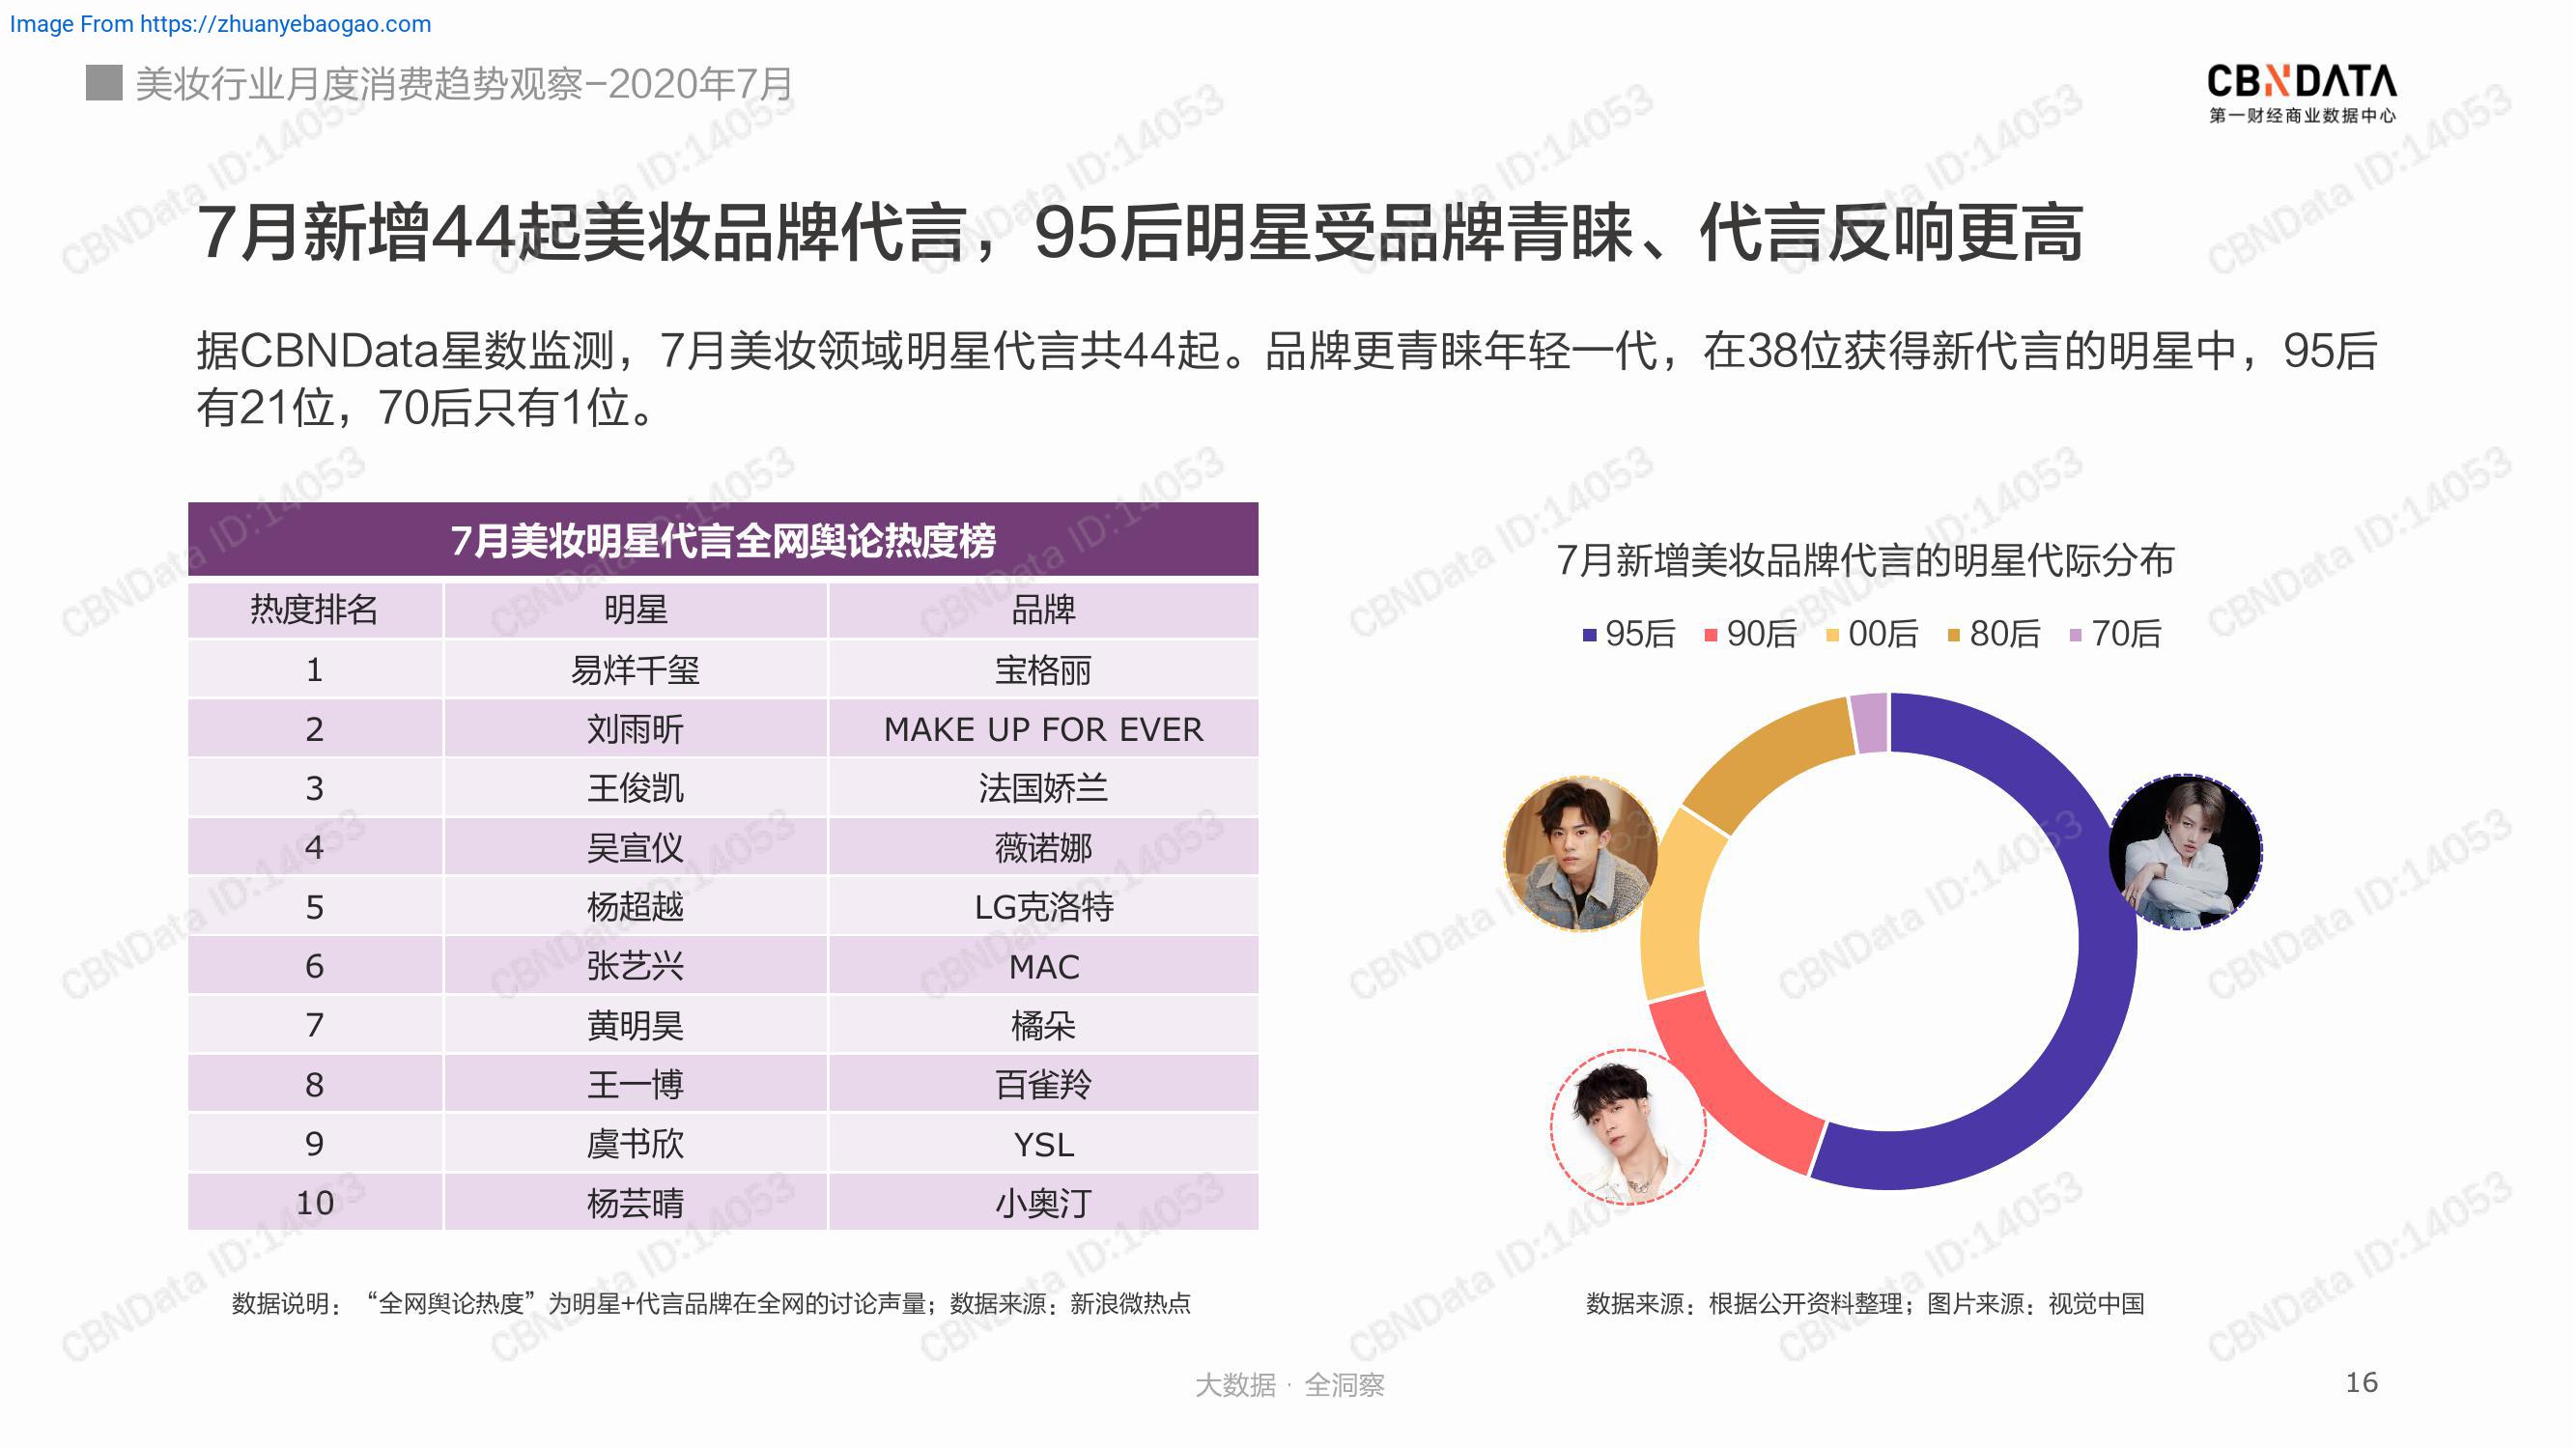 Image From https://zhuanyebaogao.com
美妆行业月度消费趋势观察–2020年7月
CBNDATA
第一财经商业数据中心
7月新增44起美妆品牌代言，95后明星受品牌青睐、代言反响更高
据CBNData星数监测，7月美妆领域明星代言共44起。品牌更青睐年轻一代，在38位获得新代言的明星中，95后
有21位，70后只有1位。
7月美妆明星代言全网舆论热度榜
热度排名 明星 品牌
1 易烊千玺 宝格丽
2 刘雨昕 MAKE UP FOR EVER
3 王俊凯 法国娇兰
4 吴宣仪 薇诺娜
5 杨超越 LG克洛特
6 张艺兴 MAC
7 黄明昊 橘朵
8 王一博 百雀羚
9 虞书欣 YSL
10 杨芸晴 小奥汀
数据说明：“全网舆论热度”为明星+代言品牌在全网的讨论声量；数据来源：新浪微热点
7月新增美妆品牌代言的明星代际分布
95后 90后 00后 80后 70后
数据来源：根据公开资料整理；图片来源：视觉中国
大数据 · 全洞察
16
CBNData ID:14053